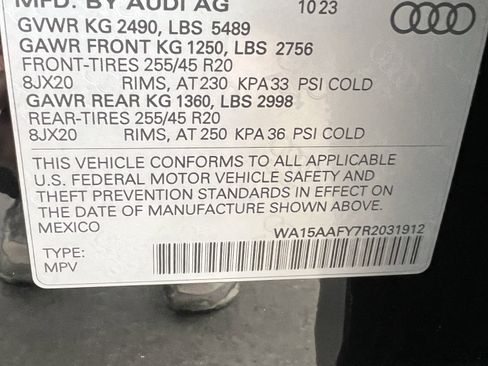 MFD. BY AUDI AG 10 23
GVWR KG 2490, LBS 5489
GAWR FRONT KG 1250, LBS 2756
FRONT-TIRES 255/45 R20
8JX20 RIMS, AT 230 KPA 33 PSI COLD
GAWR REAR KG 1360, LBS 2998
REAR-TIRES 255/45 R20
8JX20 RIMS, AT 250 KPA 36 PSI COLD
THIS VEHICLE CONFORMS TO ALL APPLICABLE
U.S. FEDERAL MOTOR VEHICLE SAFETY AND
THEFT PREVENTION STANDARDS IN EFFECT ON
THE DATE OF MANUFACTURE SHOWN ABOVE.
MEXICO WA15AAFY7R2031912
TYPE:
MPV